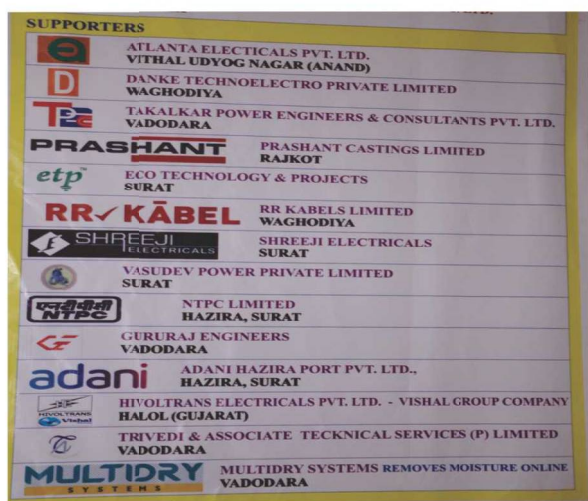 SUPPORTERS
ATLANTA ELECTICALS PVT. LTD.
VITHAL UDYOG NAGAR (ANAND)
D
DANKE TECHNOELECTRO PRIVATE LIMITED
WAGHODIYA
TAKALKAR POWER ENGINEERS & CONSULTANTS PVT. LTD.
VADODARA
PRASHANT
PRASHANT CASTINGS LIMITED
RAJKOT
etp
ECO TECHNOLOGY & PROJECTS
SURAT
RR KĀBEL
RR KABELS LIMITED
WAGHODIYA
SHREEJI
ELECTRICALS
SHREEJI ELECTRICALS
SURAT
VASUDEV POWER PRIVATE LIMITED
SURAT
एनटीपीसी
NTPC
NTPC LIMITED
HAZIRA, SURAT
GURURAJ ENGINEERS
VADODARA
adani
ADANI HAZIRA PORT PVT. LTD.,
HAZIRA, SURAT
HIVOLTRANS
Vishal
HIVOLTRANS ELECTRICALS PVT. LTD. - VISHAL GROUP COMPANY
HALOL (GUJARAT)
TRIVEDI & ASSOCIATE TECKNICAL SERVICES (P) LIMITED
VADODARA
MULTIDRY
SYSTEMS
MULTIDRY SYSTEMS REMOVES MOISTURE ONLINE
VADODARA